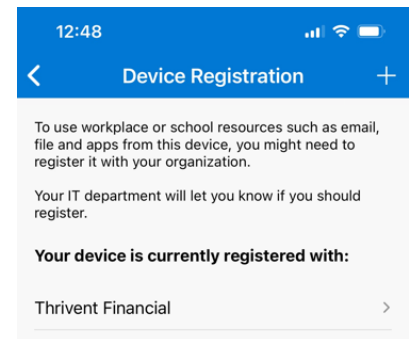 12:48
Device Registration
To use workplace or school resources such as email,
file and apps from this device, you might need to
register it with your organization.
Your IT department will let you know if you should
register.
Your device is currently registered with:
Thrivent Financial